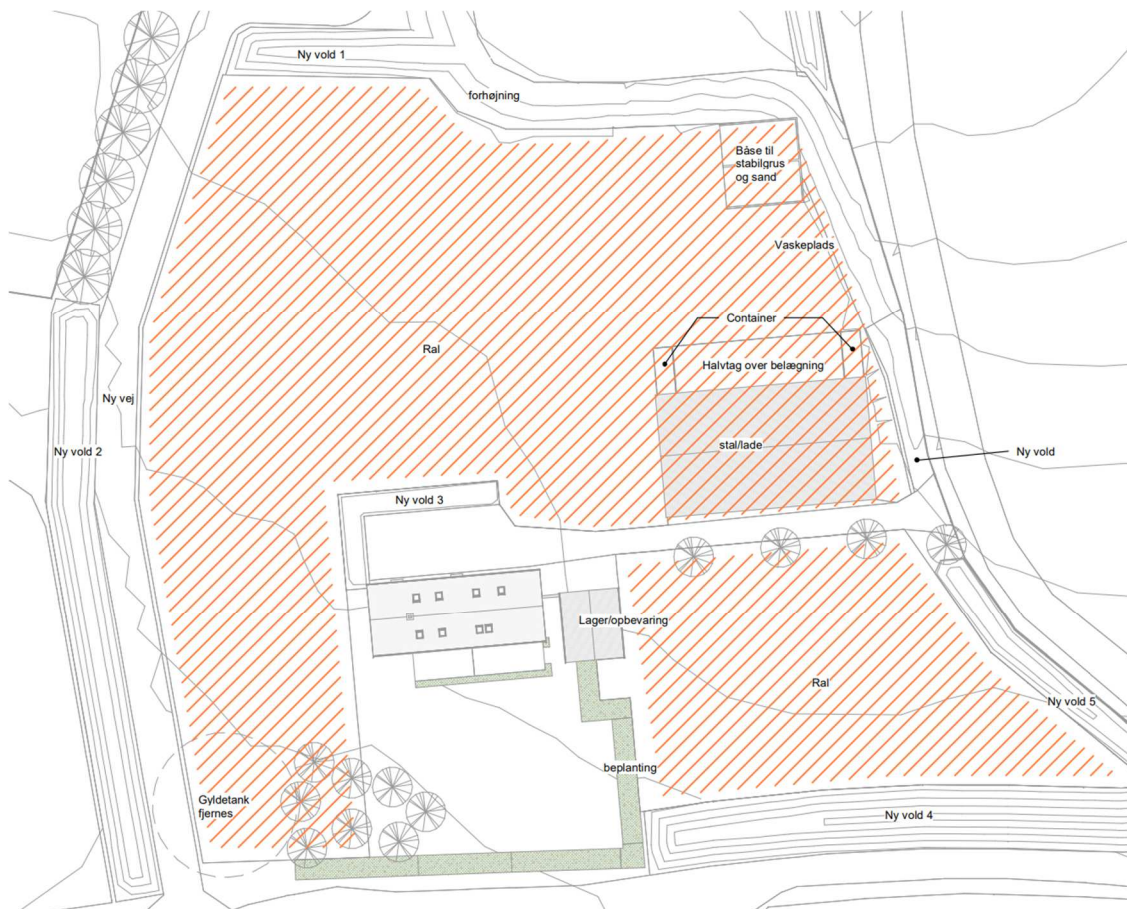 Ny vold 1
forhøjning
Båse til
stabilgrus
og sand
Vaskeplads
Container
Ral
Halvtag over belægning
Ny vej
stal/lade
Ny vold 2
Ny vold
Ny vold 3
Lager/opbevaring
Ral
Ny vold 5
beplanting
Gyldetank
fjernes
Ny vold 4